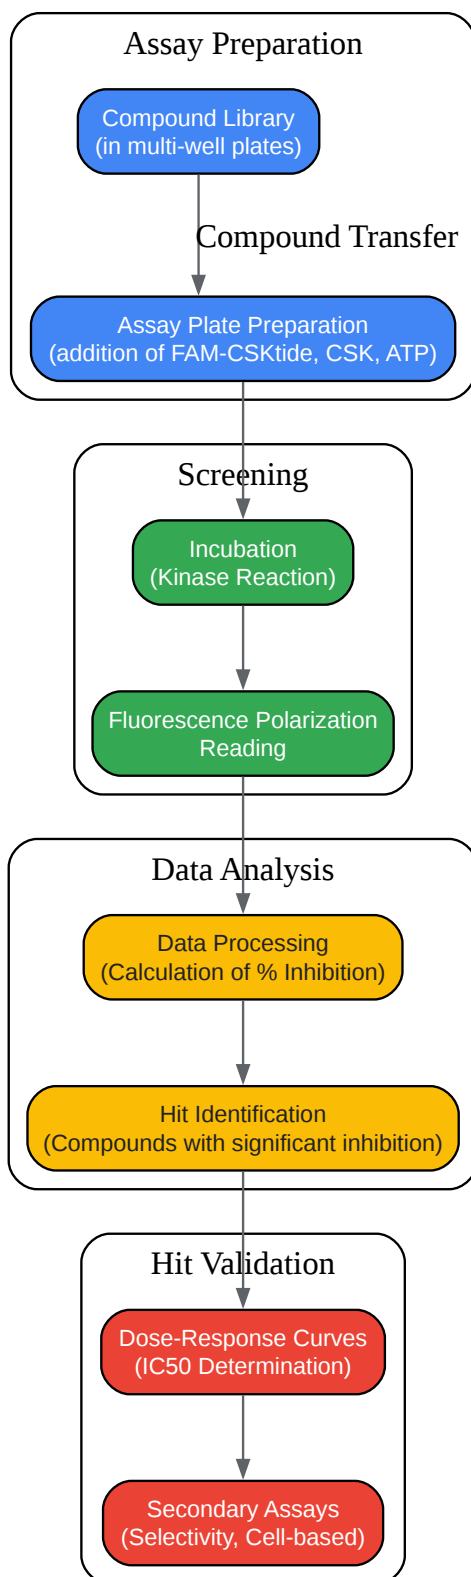 Assay Preparation
Compound Library
(in multi-well plates)
Compound Transfer
Assay Plate Preparation
(addition of FAM-CSKtide, CSK, ATP)
Screening
Incubation
(Kinase Reaction)
Fluorescence Polarization
Reading
Data Analysis
Data Processing
(Calculation of % Inhibition)
Hit Identification
(Compounds with significant inhibition)
Hit Validation
Dose-Response Curves
(IC50 Determination)
Secondary Assays
(Selectivity, Cell-based)